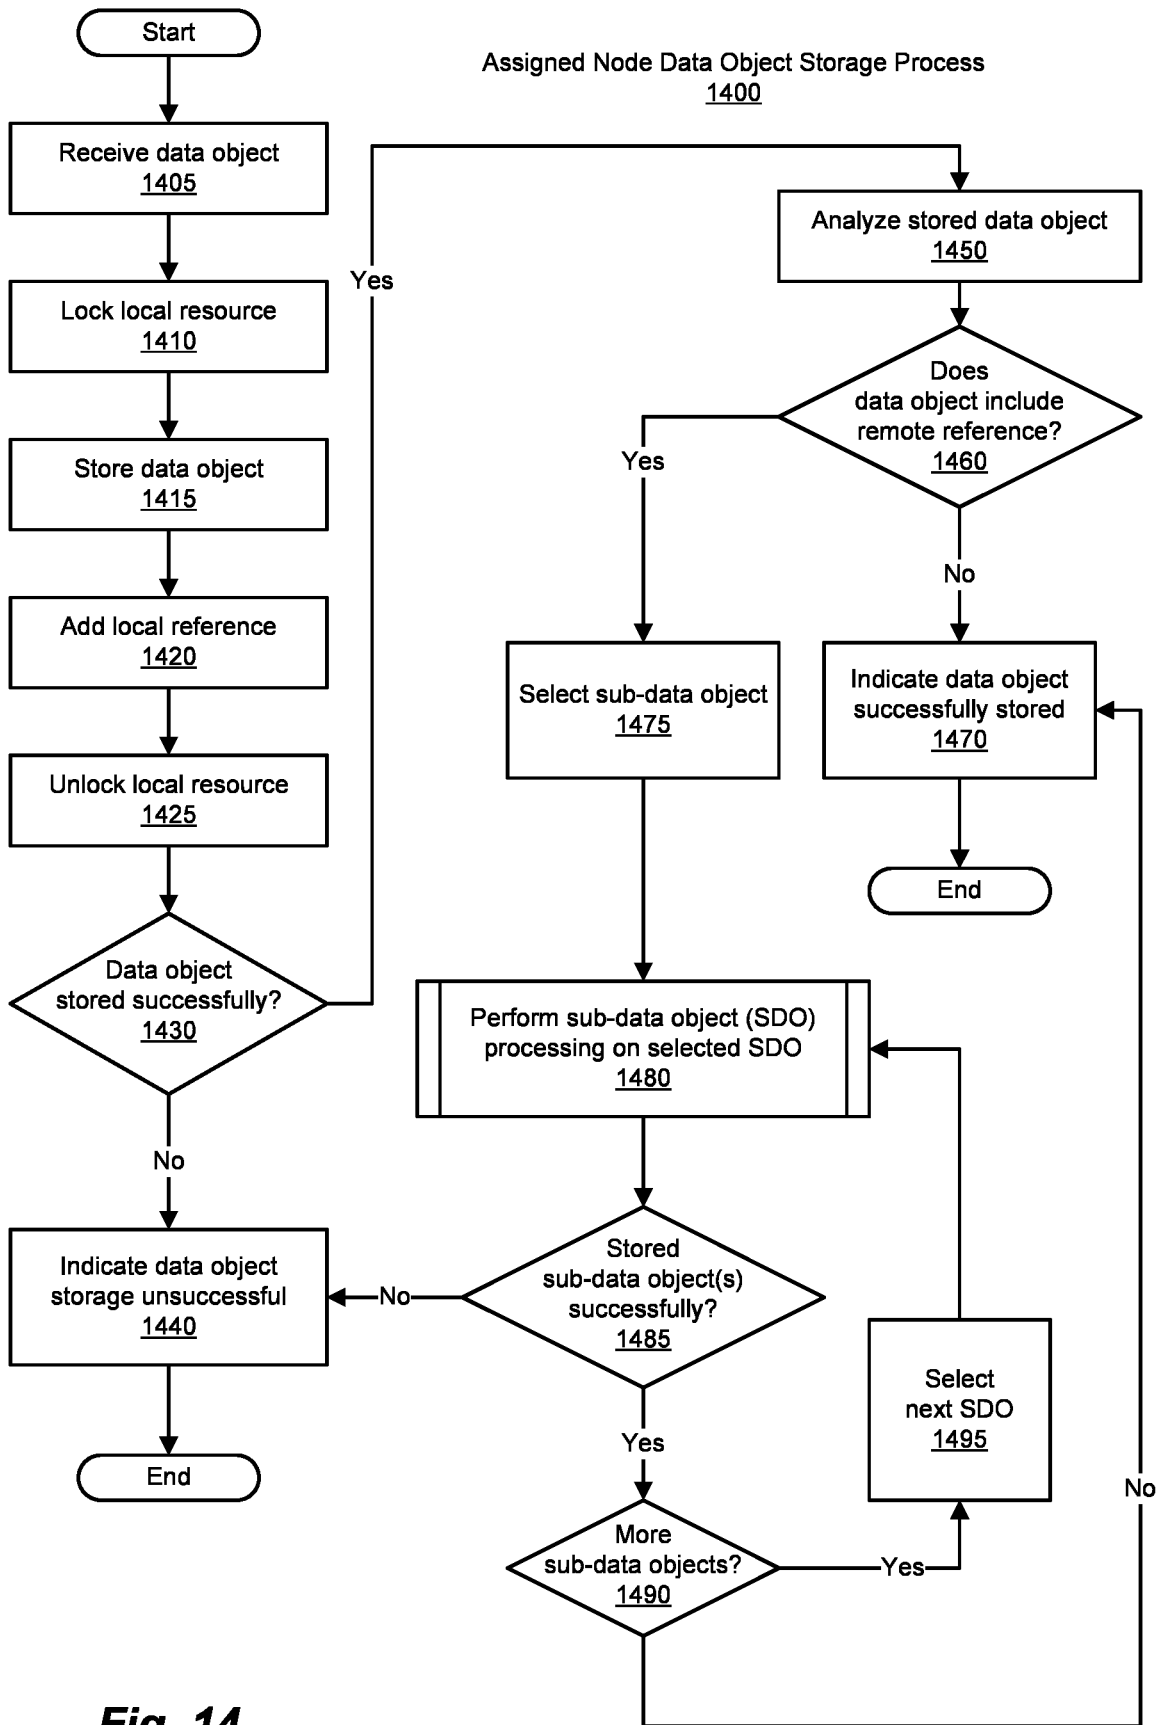 Start
Assigned Node Data Object Storage Process
1400
Receive data object
1405
Lock local resource
1410
Store data object
1415
Add local reference
1420
Unlock local resource
1425
Data object
stored successfully?
1430
Yes
No
Indicate data object
storage unsuccessful
1440
End
Analyze stored data object
1450
Does
data object include
remote reference?
1460
Yes
No
Select sub-data object
1475
Indicate data object
successfully stored
1470
End
Perform sub-data object (SDO)
processing on selected SDO
1480
Stored
sub-data object(s)
successfully?
1485
No
Yes
More
sub-data objects?
1490
Yes
Select
next SDO
1495
No
Fig. 14